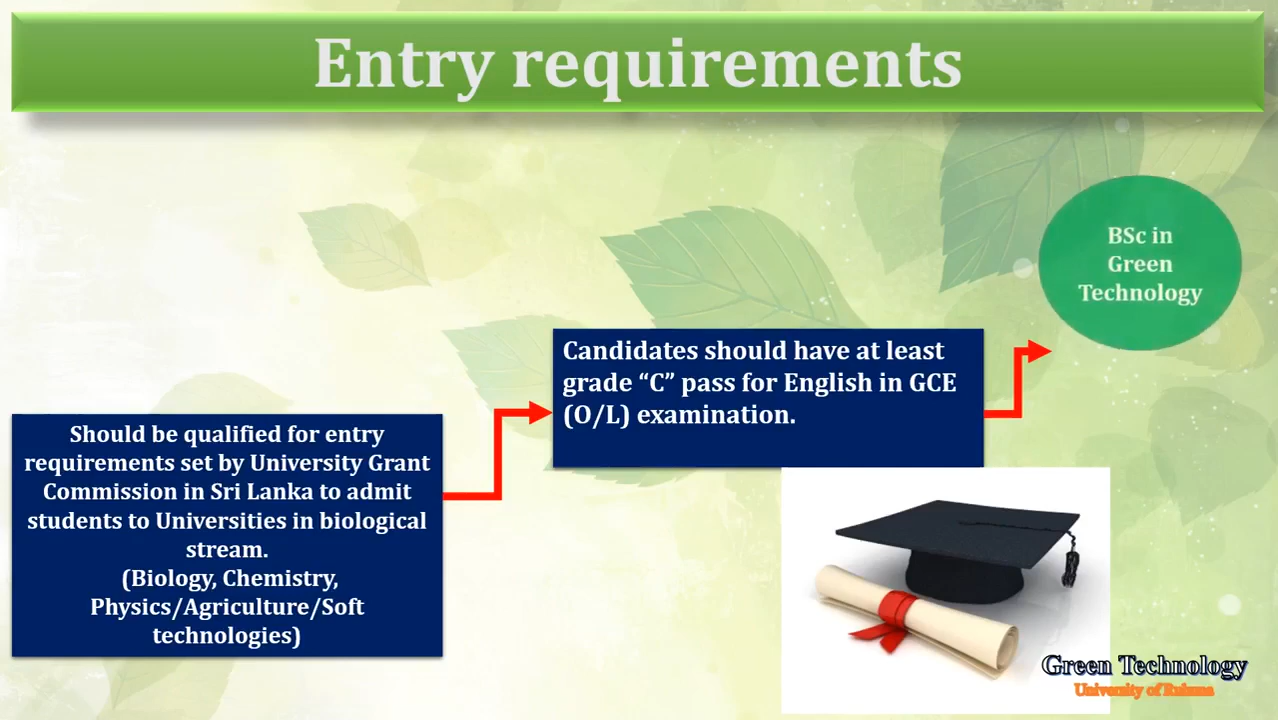 Entry requirements
BSc in
Green
Technology
Candidates should have at least
grade “C” pass for English in GCE
(O/L) examination.
Should be qualified for entry
requirements set by University Grant
Commission in Sri Lanka to admit
students to Universities in biological
stream.
(Biology, Chemistry,
Physics/Agriculture/Soft
technologies)
Green Technology
University of Ruhuna